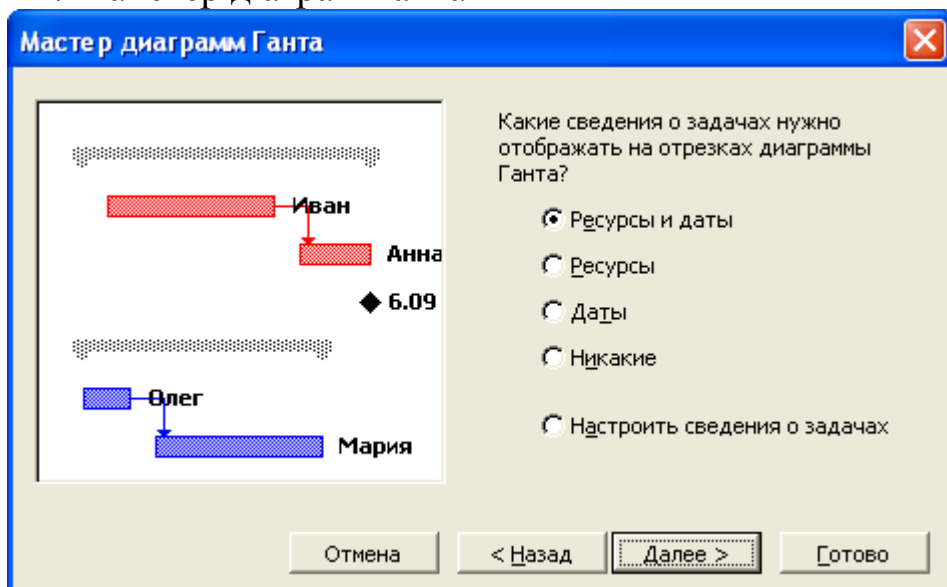 Мастер диаграмм Ганта
Какие сведения о задачах нужно
отображать на отрезках диаграммы
Ганта?
Иван
Анна
6.09
Олег
Мария
Ресурсы и даты
Ресурсы
Даты
Никакие
Настроить сведения о задачах
Отмена
< Назад
Далее >
Готово